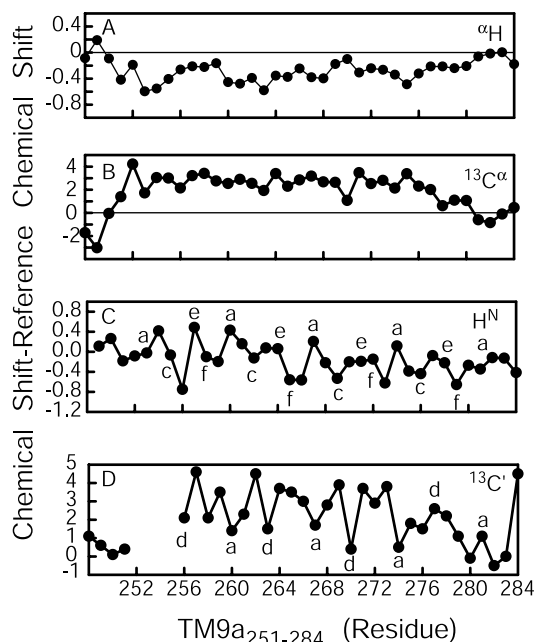 Chemical Shift-Reference Chemical Shift
A
αH
0.4
0
-0.4
-0.8
B
13Cα
4
2
0
-2
C
HN
0.8
0.4
0.0
-0.4
-0.8
-1.2
a e a e a e a e a
c f c f c f c f
D
13C'
5
4
3
2
1
0
-1
d a d a d a d a
252 256 260 264 268 272 276 280 284
TM9a251-284 (Residue)